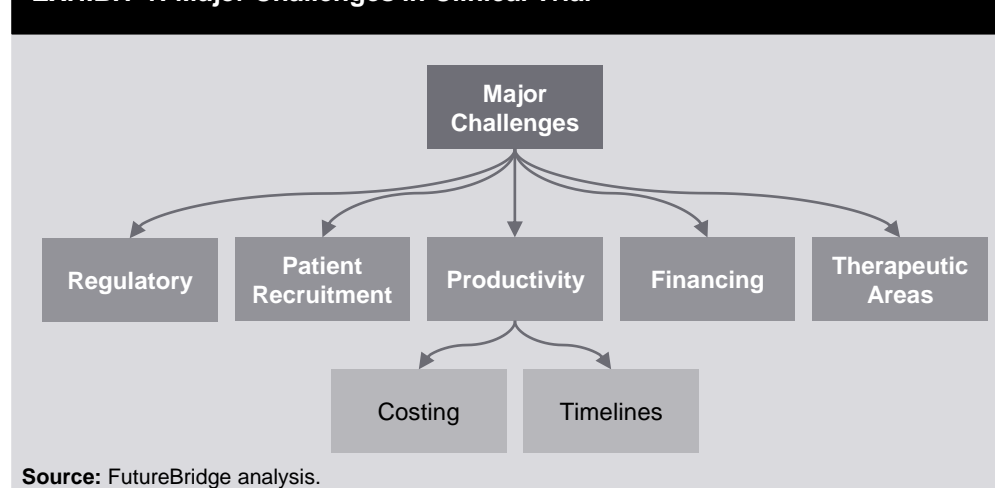 Major
Challenges
Regulatory
Patient
Recruitment
Productivity
Financing
Therapeutic
Areas
Costing
Timelines
Source: FutureBridge analysis.